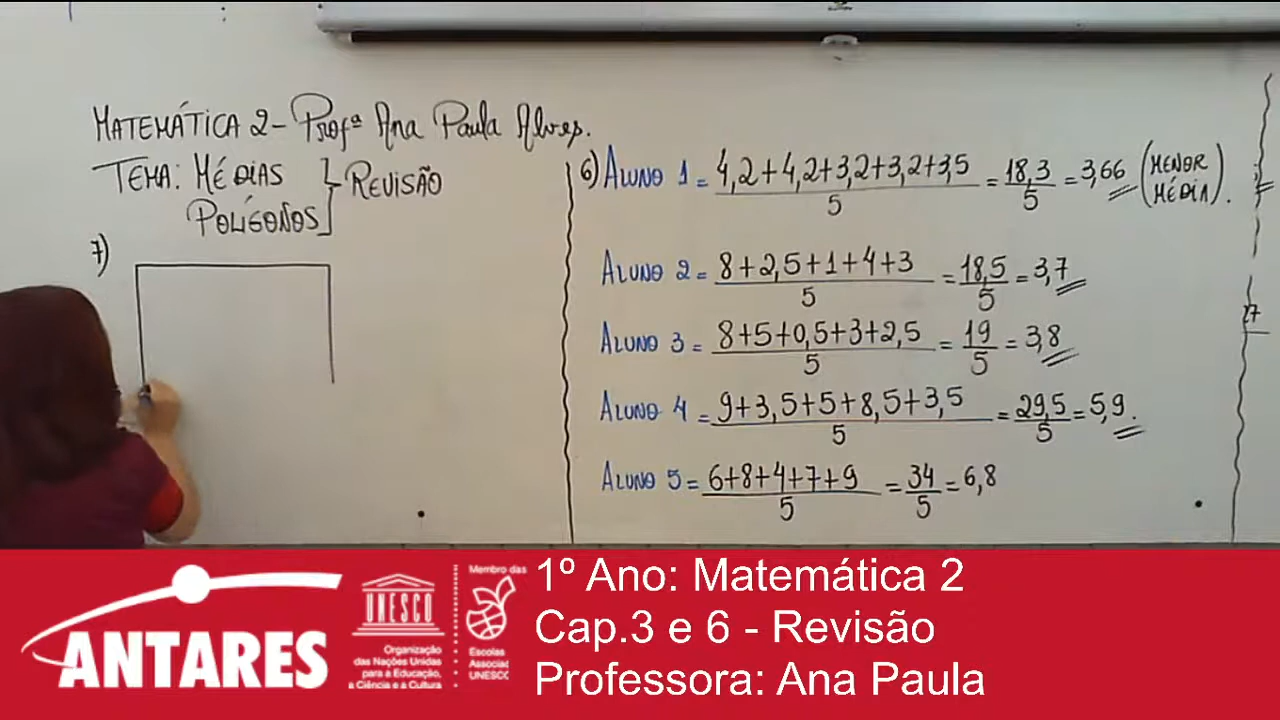 MATEMÁTICA 2 - Profª Ana Paula Alves.
TEMA: MÉDIAS
POLÍGONOS
REVISÃO
7)
6) ALUNO 1 = 4,2+4,2+3,2+3,2+3,5 / 5 = 18,3 / 5 = 3,66 (MENOR MÉDIA).
ALUNO 2 = 8+2,5+1+4+3 / 5 = 18,5 / 5 = 3,7
ALUNO 3 = 8+5+0,5+3+2,5 / 5 = 19 / 5 = 3,8
ALUNO 4 = 9+3,5+5+8,5+3,5 / 5 = 29,5 / 5 = 5,9.
ALUNO 5 = 6+8+4+7+9 / 5 = 34 / 5 = 6,8
ANTARES
UNESCO
Organização
das Nações Unidas
para a Educação,
a Ciência e a Cultura
Membro das
Escolas
Associad
UNESCO
1º Ano: Matemática 2
Cap.3 e 6 - Revisão
Professora: Ana Paula